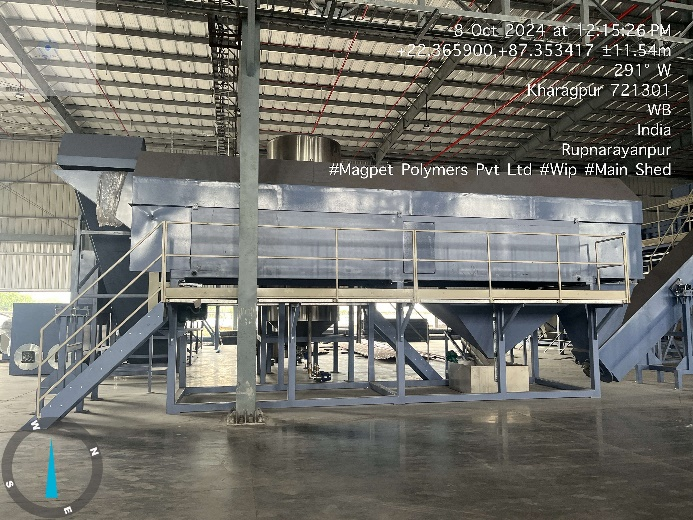 8 Oct 2024 at 12:15:26 PM
+22.365900,+87.353417 ±11.54m
291° W
Kharagpur 721301
WB
India
Rupnarayanpur
#Magpet Polymers Pvt Ltd #Wip #Main Shed
W
N
S
E